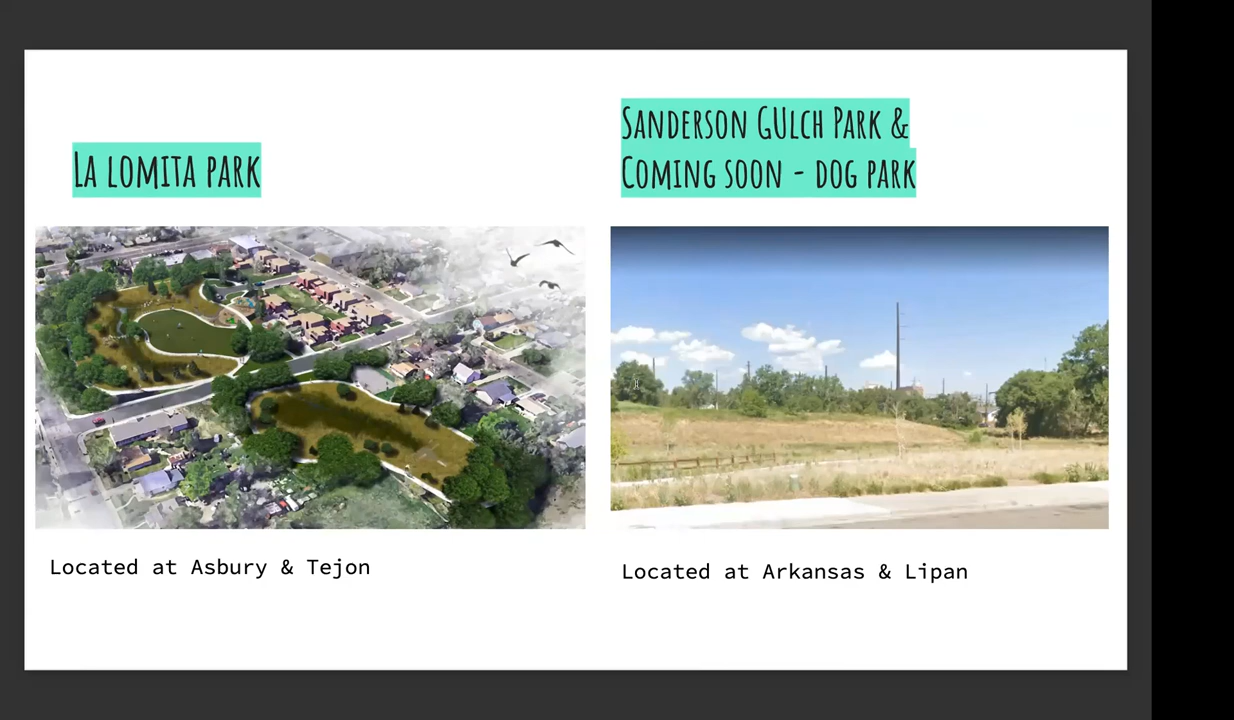 La lomita park
Sanderson GUlch Park &
Coming soon - dog park
Located at Asbury & Tejon
Located at Arkansas & Lipan